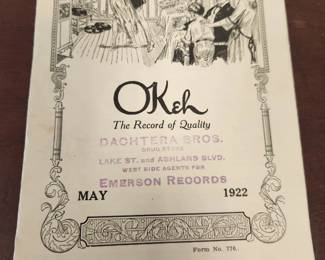 OKeh
The Record of Quality
DACHTERA BROS.
DRUG STORE
LAKE ST. and ASHLAND BLVD.
WEST SIDE AGENTS FOR
EMERSON RECORDS
MAY 1922
Form No. 776.